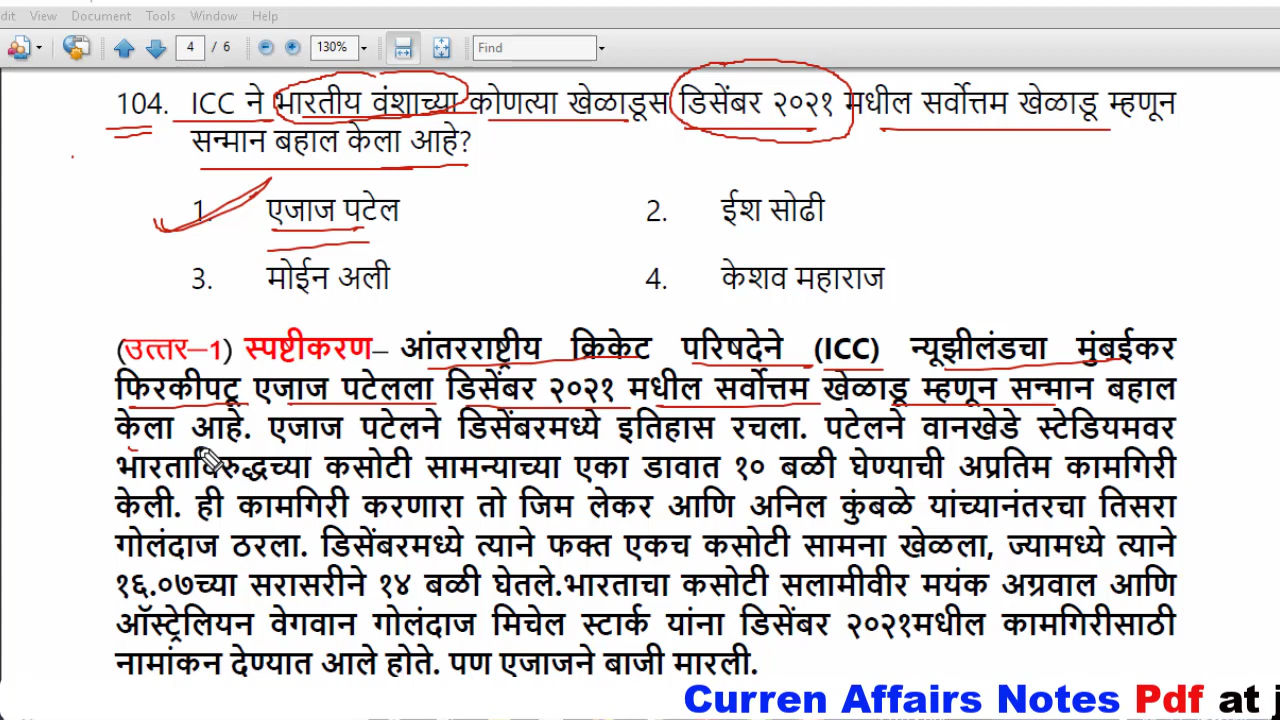 dit View Document Tools Window Help
4 / 6 130% Find
104. ICC ने भारतीय वंशाच्या कोणत्या खेळाडूस डिसेंबर २०२१ मधील सर्वोत्तम खेळाडू म्हणून
सन्मान बहाल केला आहे?
1. एजाज पटेल 2. ईश सोढी
3. मोईन अली 4. केशव महाराज
(उत्तर–1) स्पष्टीकरण– आंतरराष्ट्रीय क्रिकेट परिषदेने (ICC) न्यूझीलंडचा मुंबईकर
फिरकीपटू एजाज पटेलला डिसेंबर २०२१ मधील सर्वोत्तम खेळाडू म्हणून सन्मान बहाल
केला आहे. एजाज पटेलने डिसेंबरमध्ये इतिहास रचला. पटेलने वानखेडे स्टेडियमवर
भारताविरुद्धच्या कसोटी सामन्याच्या एका डावात १० बळी घेण्याची अप्रतिम कामगिरी
केली. ही कामगिरी करणारा तो जिम लेकर आणि अनिल कुंबळे यांच्यानंतरचा तिसरा
गोलंदाज ठरला. डिसेंबरमध्ये त्याने फक्त एकच कसोटी सामना खेळला, ज्यामध्ये त्याने
१६.०७च्या सरासरीने १४ बळी घेतले.भारताचा कसोटी सलामीवीर मयंक अग्रवाल आणि
ऑस्ट्रेलियन वेगवान गोलंदाज मिचेल स्टार्क यांना डिसेंबर २०२१मधील कामगिरीसाठी
नामांकन देण्यात आले होते. पण एजाजने बाजी मारली.
Curren Affairs Notes Pdf at j